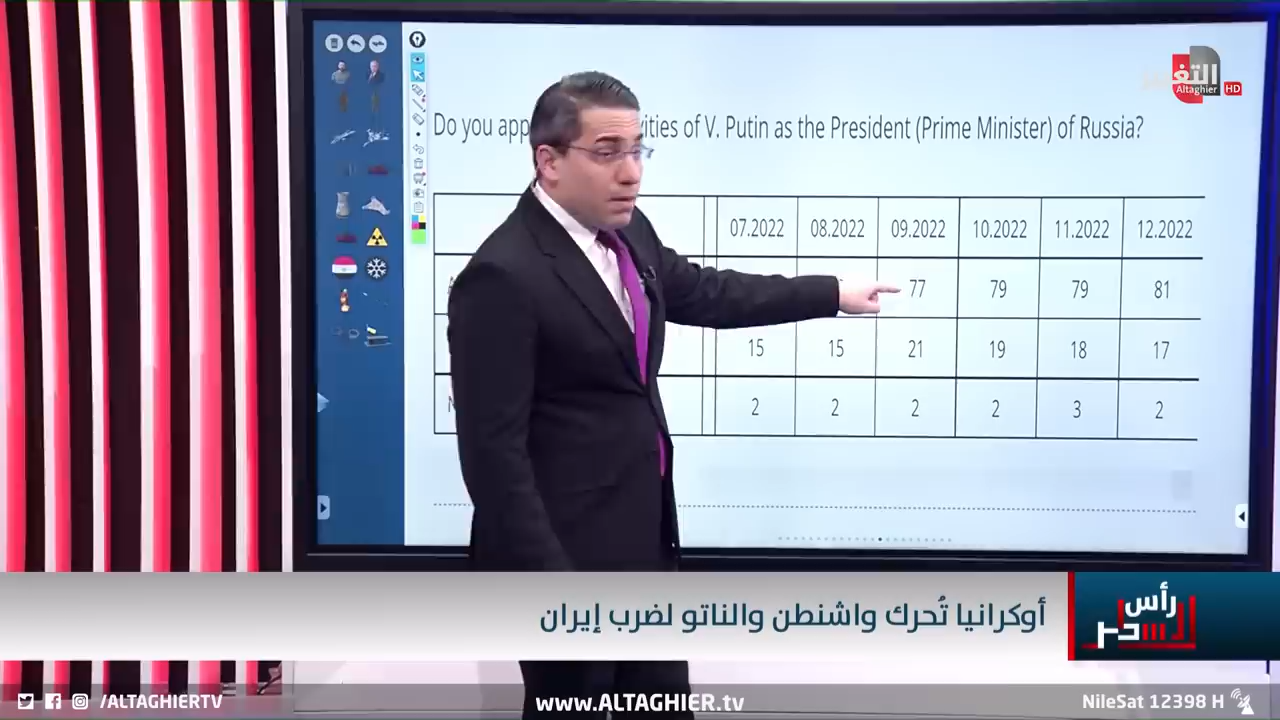 التغيير
Altaghier HD
Do you app vities of V. Putin as the President (Prime Minister) of Russia?
07.2022 08.2022 09.2022 10.2022 11.2022 12.2022
77 79 79 81
15 15 21 19 18 17
2 2 2 2 3 2
أوكرانيا تُحرك واشنطن والناتو لضرب إيران
رأس
السطر
/ALTAGHIERTV
www.ALTAGHIER.tv
NileSat 12398 H